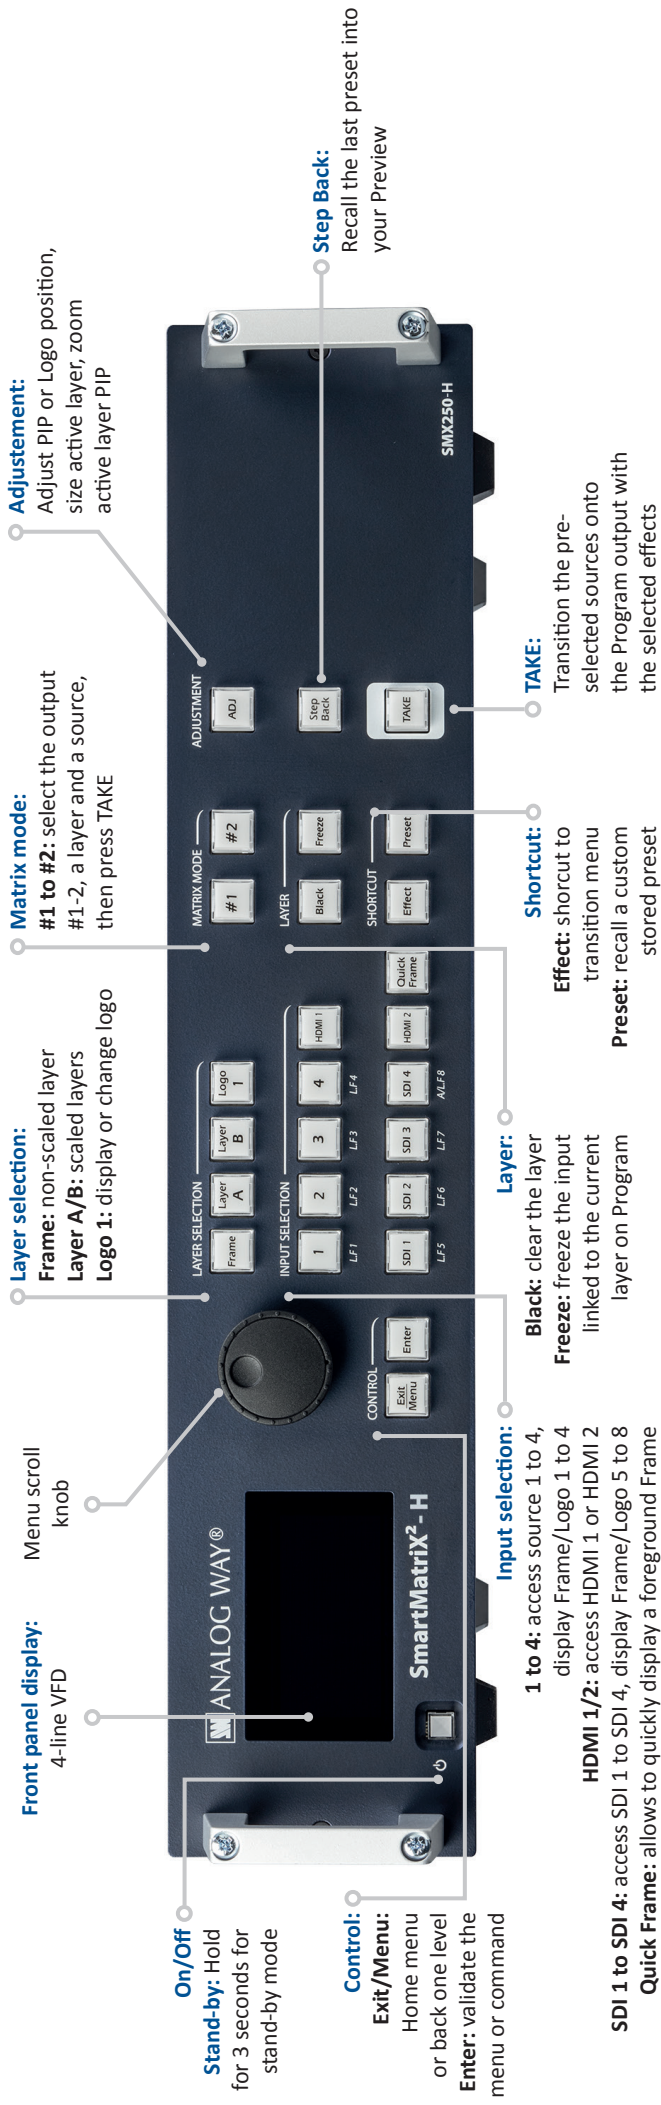 Front panel display:
4-line VFD
Menu scroll
knob
Layer selection:
Frame: non-scaled layer
Layer A/B: scaled layers
Logo 1: display or change logo
Matrix mode:
#1 to #2: select the output
#1-2, a layer and a source,
then press TAKE
Adjustement:
Adjust PIP or Logo position,
size active layer, zoom
active layer PIP
On/Off
Stand-by: Hold
for 3 seconds for
stand-by mode
Control:
Exit/Menu:
Home menu
or back one level
Enter: validate the
menu or command
ANALOG WAY®
SmartMatriX²-H
CONTROL
Exit
Menu
Enter
LAYER SELECTION
Frame
Layer
A
Layer
B
Logo
1
INPUT SELECTION
1
2
3
4
HDMI 1
L.F 1
L.F 2
L.F 3
L.F 4
SDI 1
SDI 2
SDI 3
SDI 4
HDMI 2
Quick
Frame
L.F 5
L.F 6
L.F 7
A/L.F 8
MATRIX MODE
#1
#2
LAYER
Black
Freeze
SHORTCUT
Effect
Preset
ADJUSTMENT
ADJ
Step
Back
TAKE
SMX250-H
Step Back:
Recall the last preset into
your Preview
Input selection:
1 to 4: access source 1 to 4,
display Frame/Logo 1 to 4
HDMI 1/2: access HDMI 1 or HDMI 2
SDI 1 to SDI 4: access SDI 1 to SDI 4, display Frame/Logo 5 to 8
Quick Frame: allows to quickly display a foreground Frame
Layer:
Black: clear the layer
Freeze: freeze the input
linked to the current
layer on Program
Shortcut:
Effect: shorcut to
transition menu
Preset: recall a custom
stored preset
TAKE:
Transition the pre-
selected sources onto
the Program output with
the selected effects